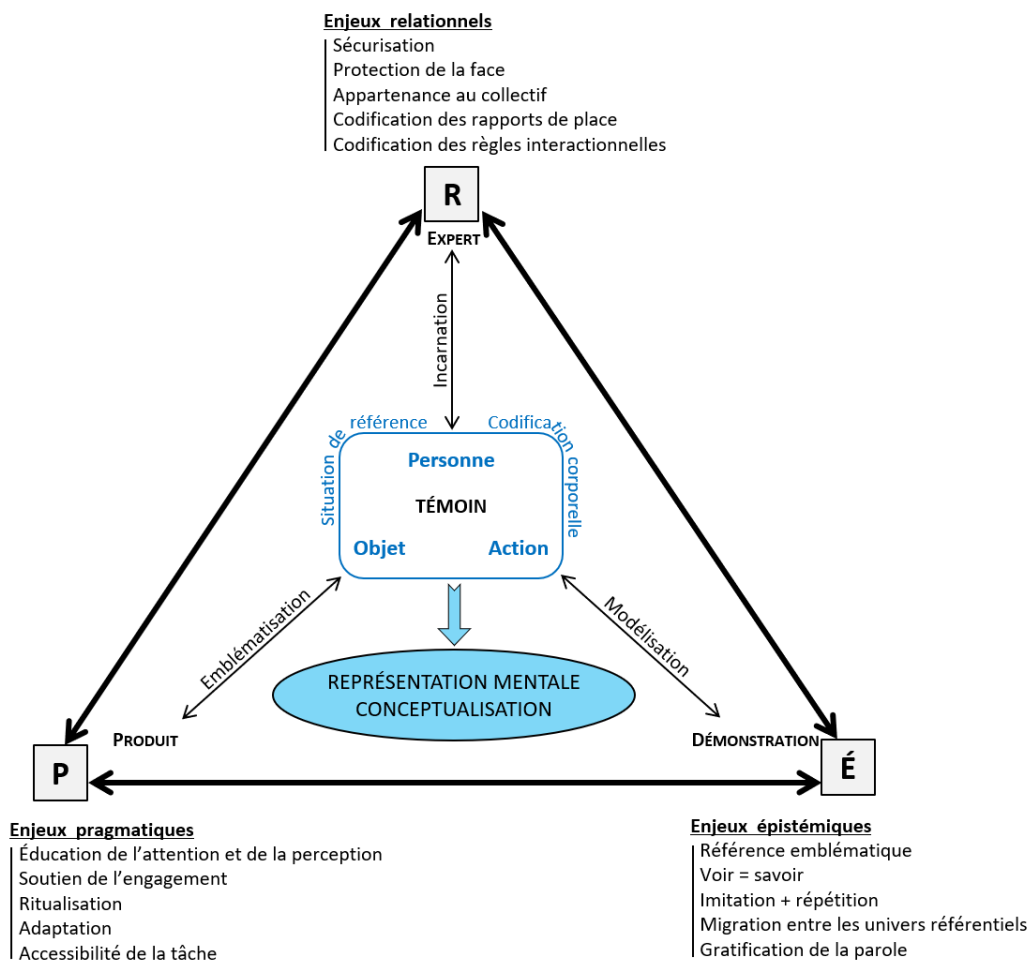 Enjeux relationnels
Sécurisation
Protection de la face
Appartenance au collectif
Codification des rapports de place
Codification des règles interactionnelles
R
EXPERT
Incarnation
Situation de référence
Codification corporelle
Personne
TÉMOIN
Objet
Action
Emblématisation
Modélisation
REPRÉSENTATION MENTALE
CONCEPTUALISATION
PRODUIT
DÉMONSTRATION
P
É
Enjeux pragmatiques
Éducation de l'attention et de la perception
Soutien de l'engagement
Ritualisation
Adaptation
Accessibilité de la tâche
Enjeux épistémiques
Référence emblématique
Voir = savoir
Imitation + répétition
Migration entre les univers référentiels
Gratification de la parole